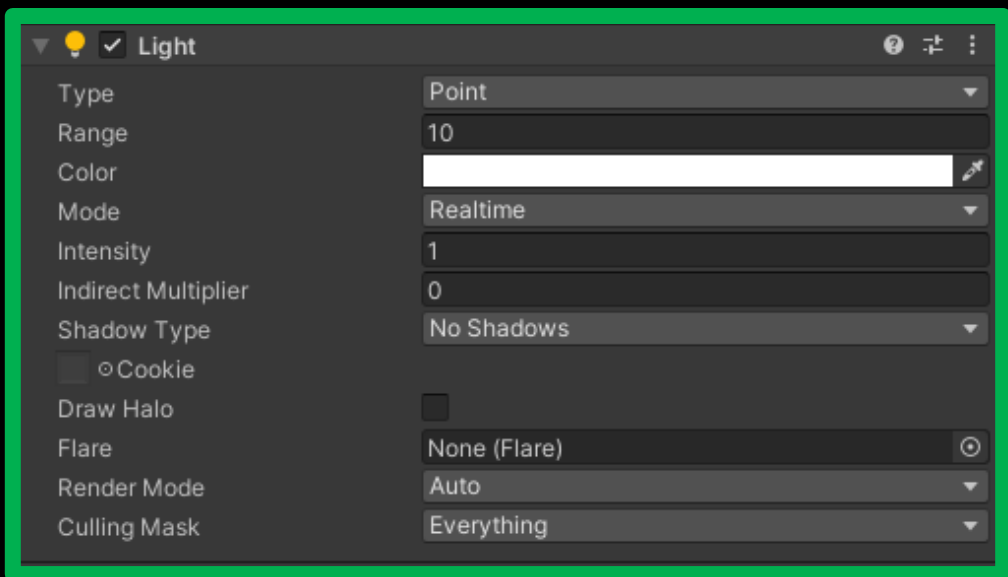 Light
Type Point
Range 10
Color
Mode Realtime
Intensity 1
Indirect Multiplier 0
Shadow Type No Shadows
Cookie
Draw Halo
Flare None (Flare)
Render Mode Auto
Culling Mask Everything